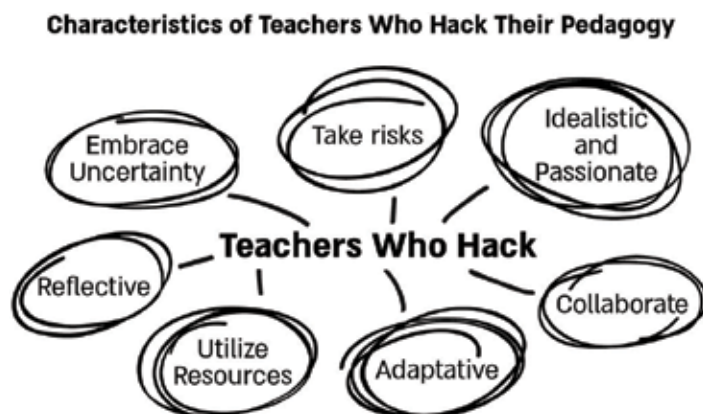 Characteristics of Teachers Who Hack Their Pedagogy
Embrace
Uncertainty
Take risks
Idealistic
and
Passionate
Teachers Who Hack
Reflective
Collaborate
Utilize
Resources
Adaptative